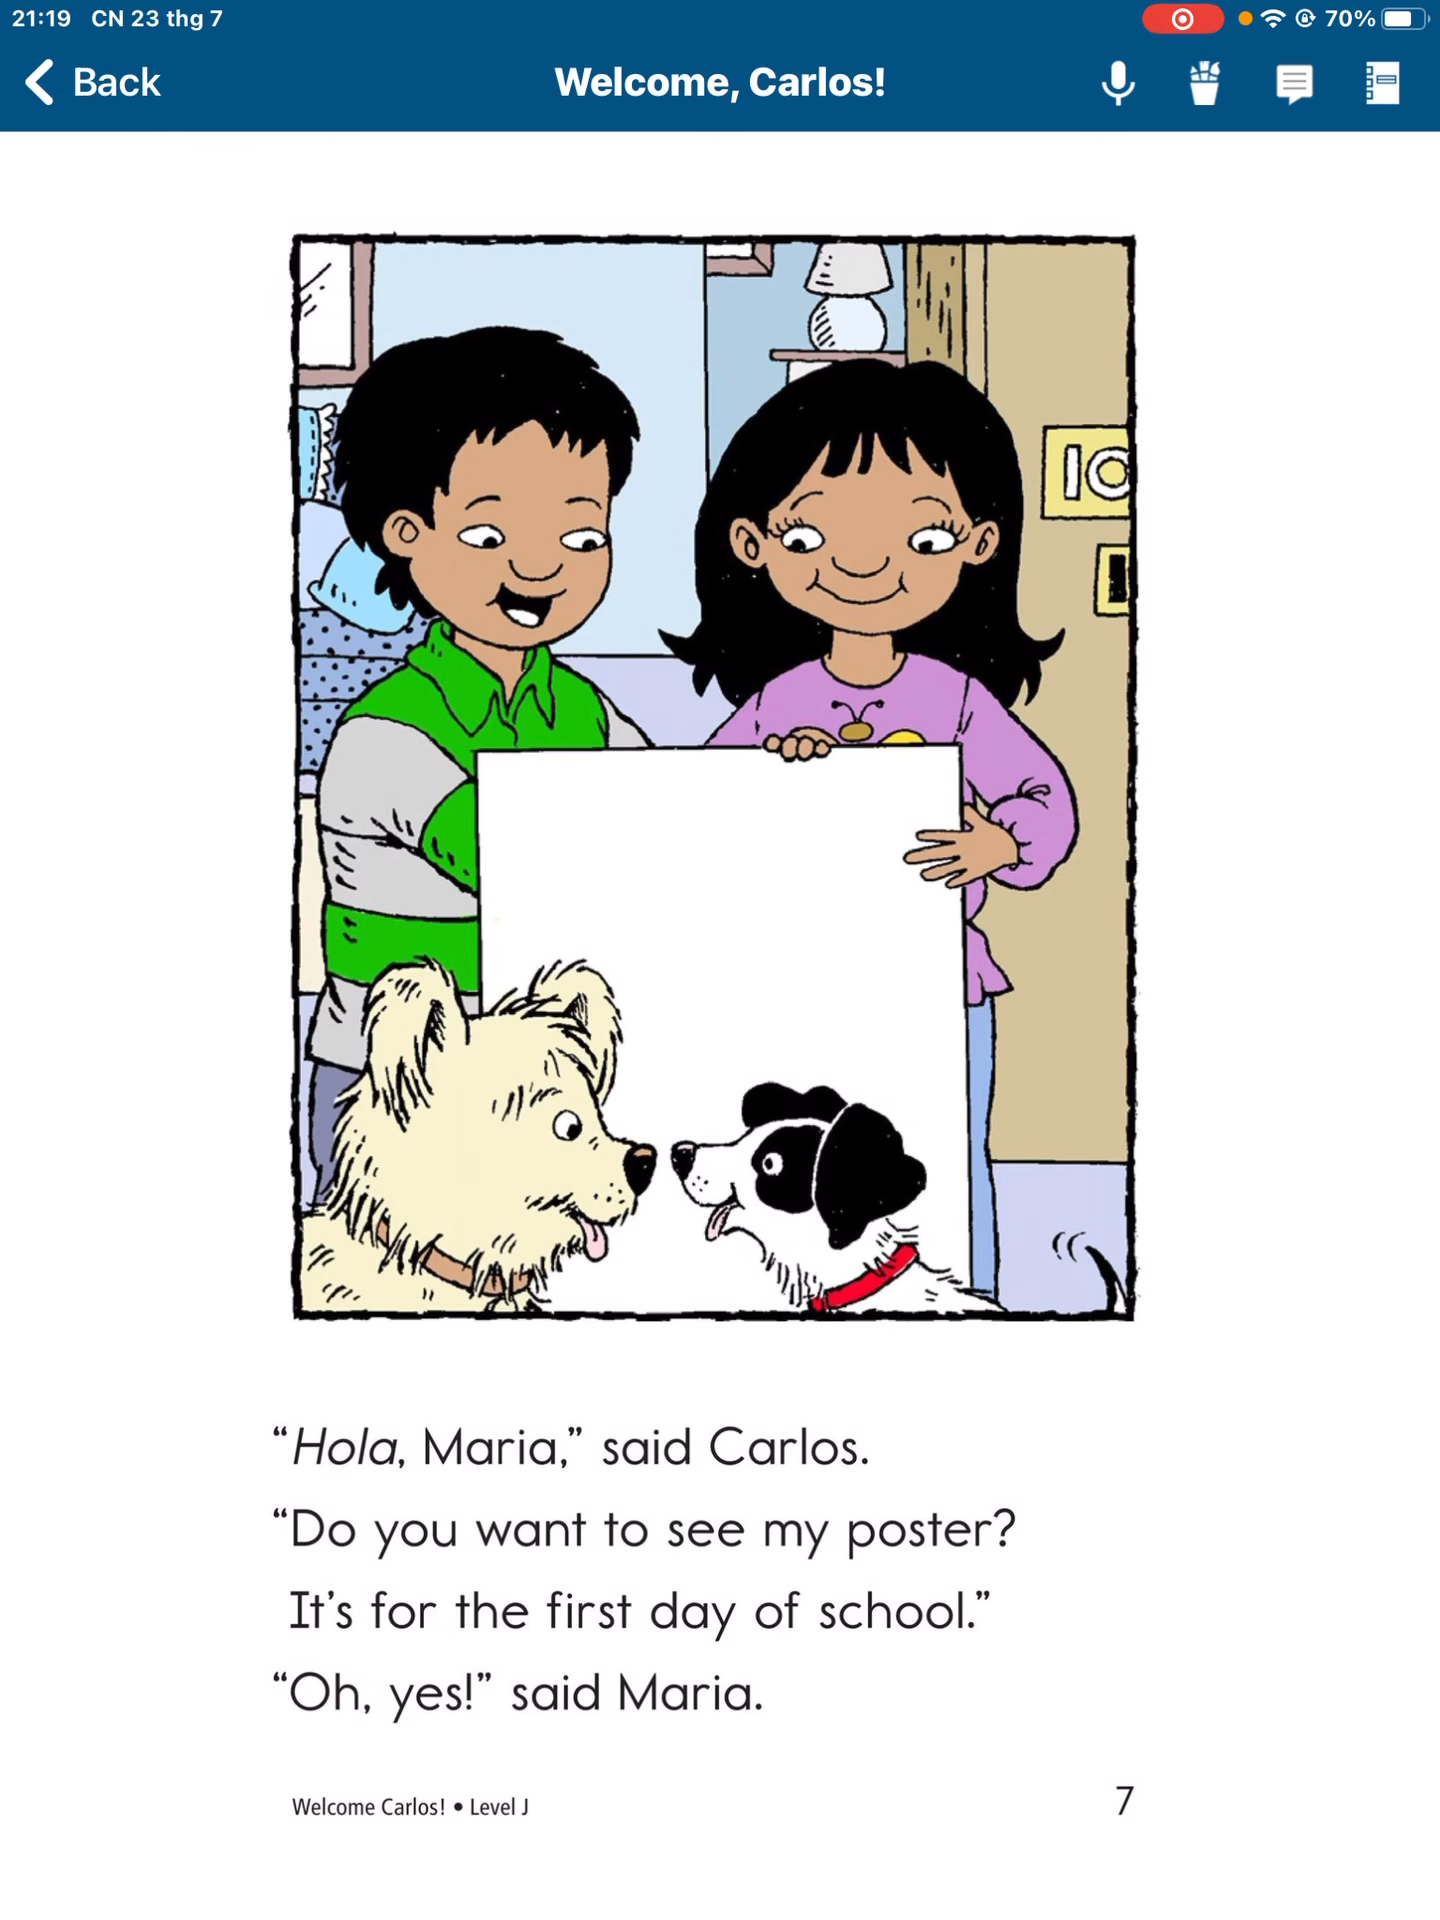 21:19 CN 23 thg 7
70%
Back
Welcome, Carlos!
10
“Hola, Maria,” said Carlos.
“Do you want to see my poster?
It’s for the first day of school.”
“Oh, yes!” said Maria.
Welcome Carlos! • Level J
7